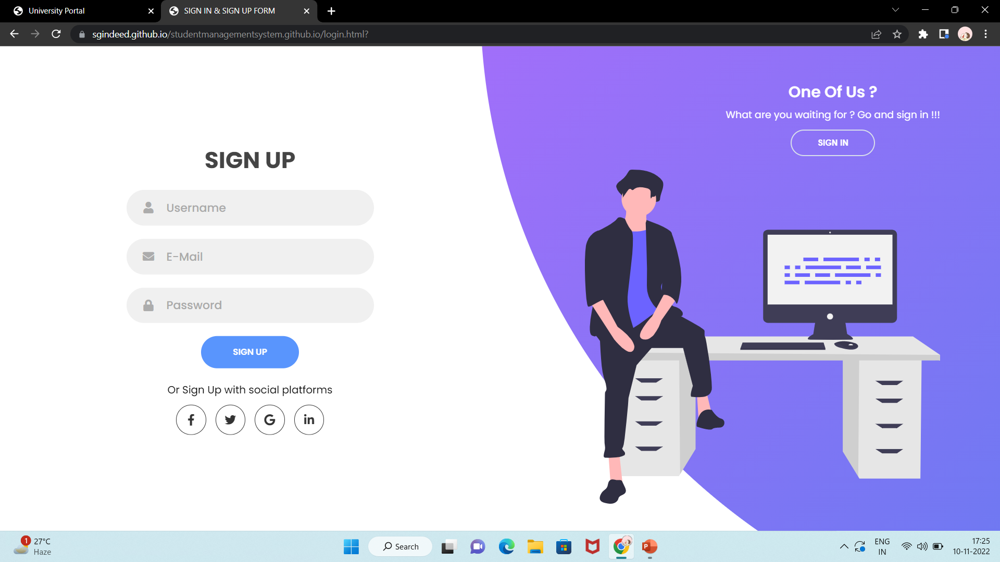 University Portal
SIGN IN & SIGN UP FORM
sgindeed.github.io/studentmanagementsystem.github.io/login.html?
One Of Us ?
What are you waiting for ? Go and sign in !!!
SIGN IN
SIGN UP
Username
E-Mail
Password
SIGN UP
Or Sign Up with social platforms
1
27°C
Haze
Search
P
ENG
IN
17:25
10-11-2022